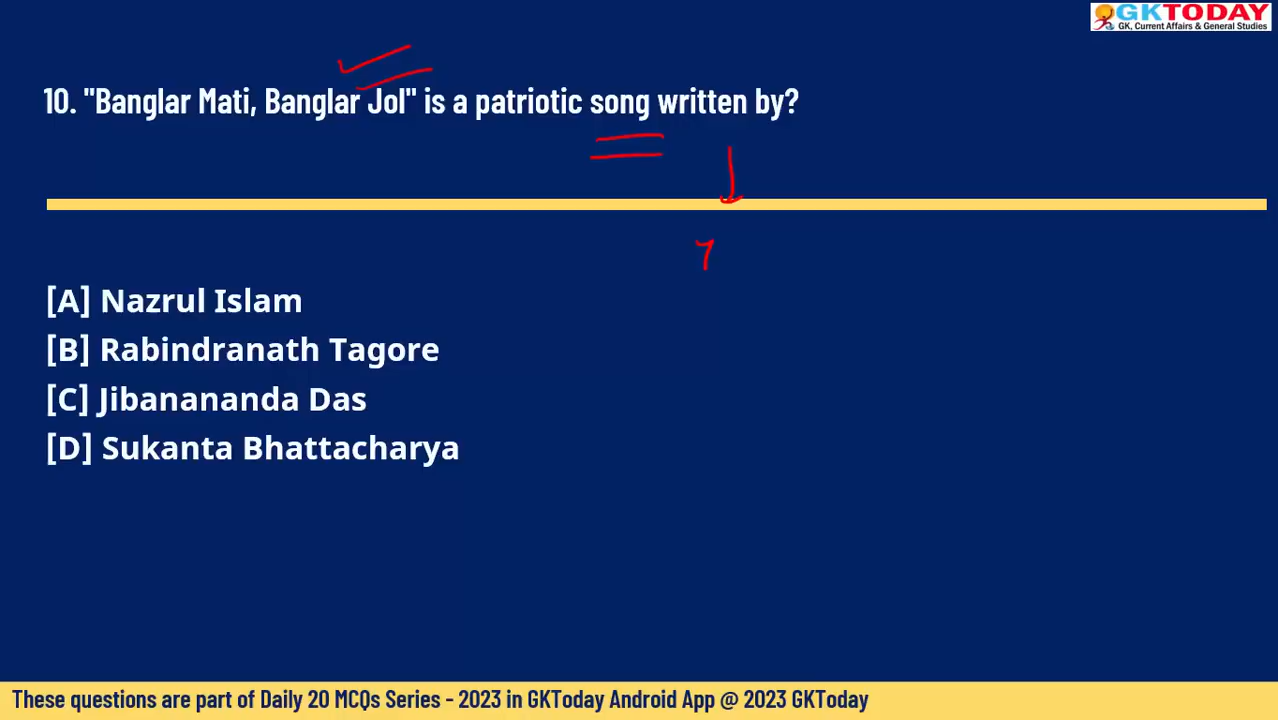 GKTODAY
GK, Current Affairs & General Studies
10. "Banglar Mati, Banglar Jol" is a patriotic song written by?
[A] Nazrul Islam
[B] Rabindranath Tagore
[C] Jibanananda Das
[D] Sukanta Bhattacharya
These questions are part of Daily 20 MCQs Series - 2023 in GKToday Android App @ 2023 GKToday